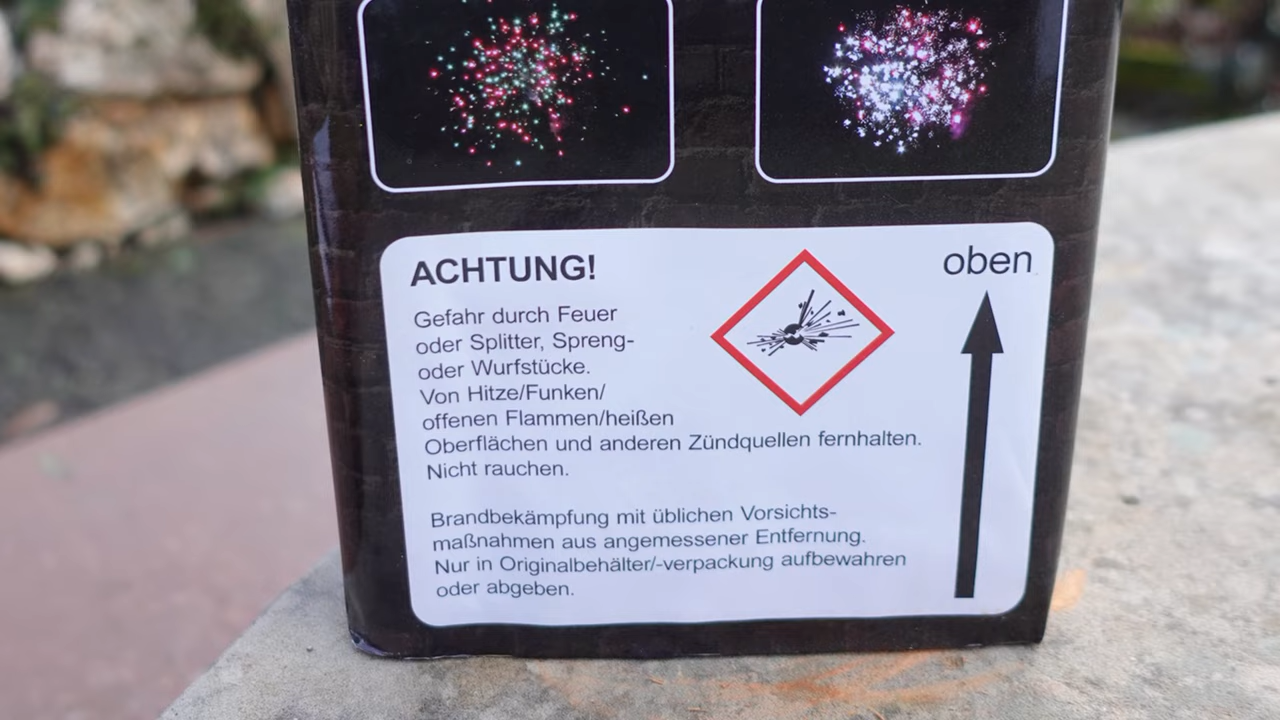 ACHTUNG!
oben
Gefahr durch Feuer
oder Splitter, Spreng-
oder Wurfstücke.
Von Hitze/Funken/
offenen Flammen/heißen
Oberflächen und anderen Zündquellen fernhalten.
Nicht rauchen.
Brandbekämpfung mit üblichen Vorsichts-
maßnahmen aus angemessener Entfernung.
Nur in Originalbehälter/-verpackung aufbewahren
oder abgeben.